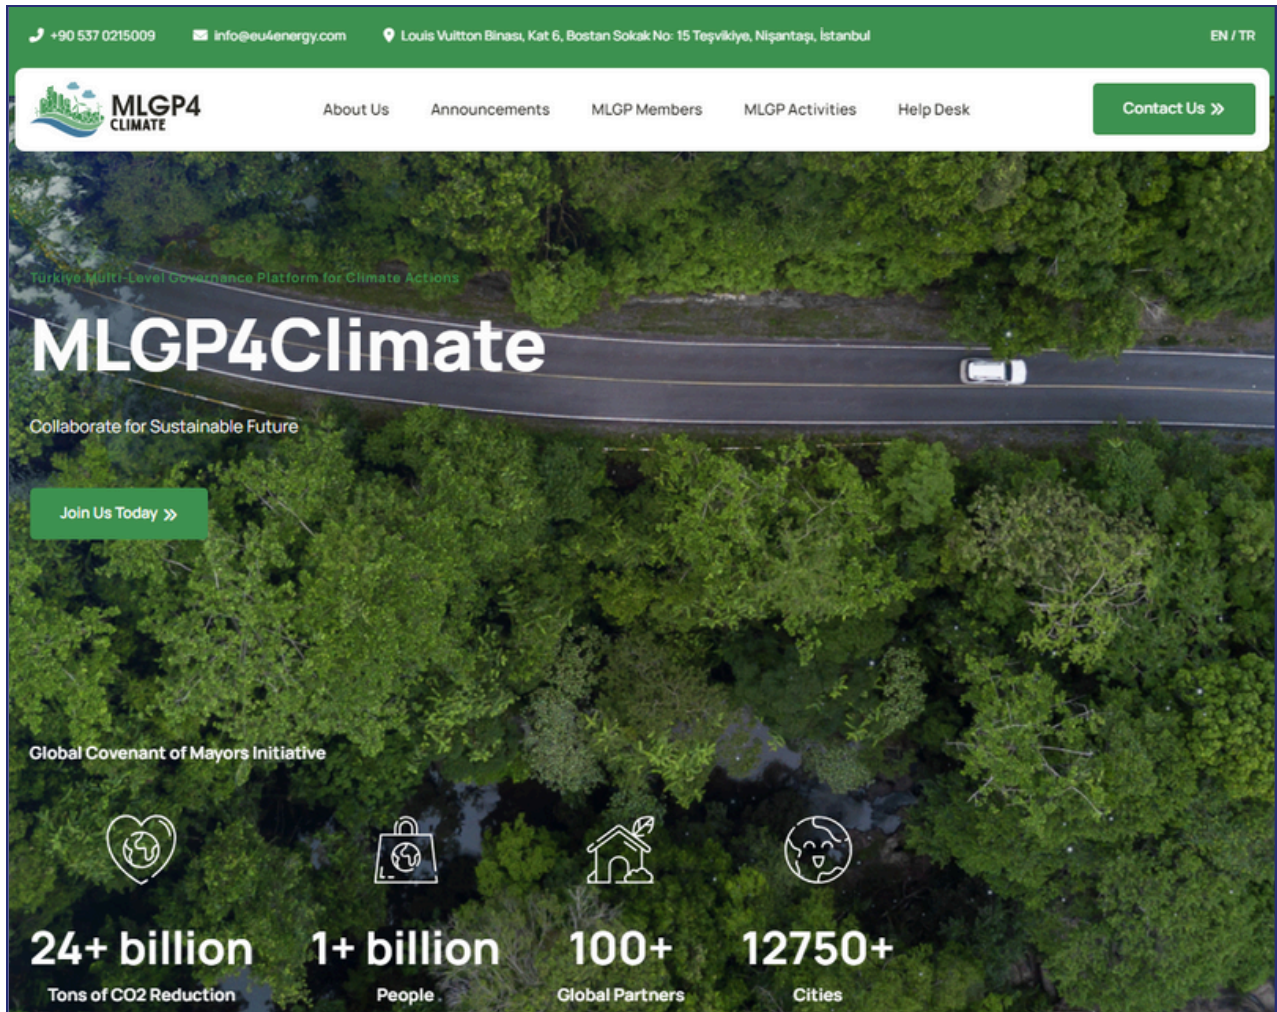 +90 537 0215009 info@eu4energy.com Louis Vuitton Binası, Kat 6, Bostan Sokak No: 15 Teşvikiye, Nişantaşı, İstanbul EN / TR
MLGP4
CLIMATE
About Us Announcements MLGP Members MLGP Activities Help Desk Contact Us
Türkiye Multi-Level Governance Platform for Climate Actions
MLGP4Climate
Collaborate for Sustainable Future
Join Us Today
Global Covenant of Mayors Initiative
24+ billion 1+ billion 100+ 12750+
Tons of CO2 Reduction People Global Partners Cities